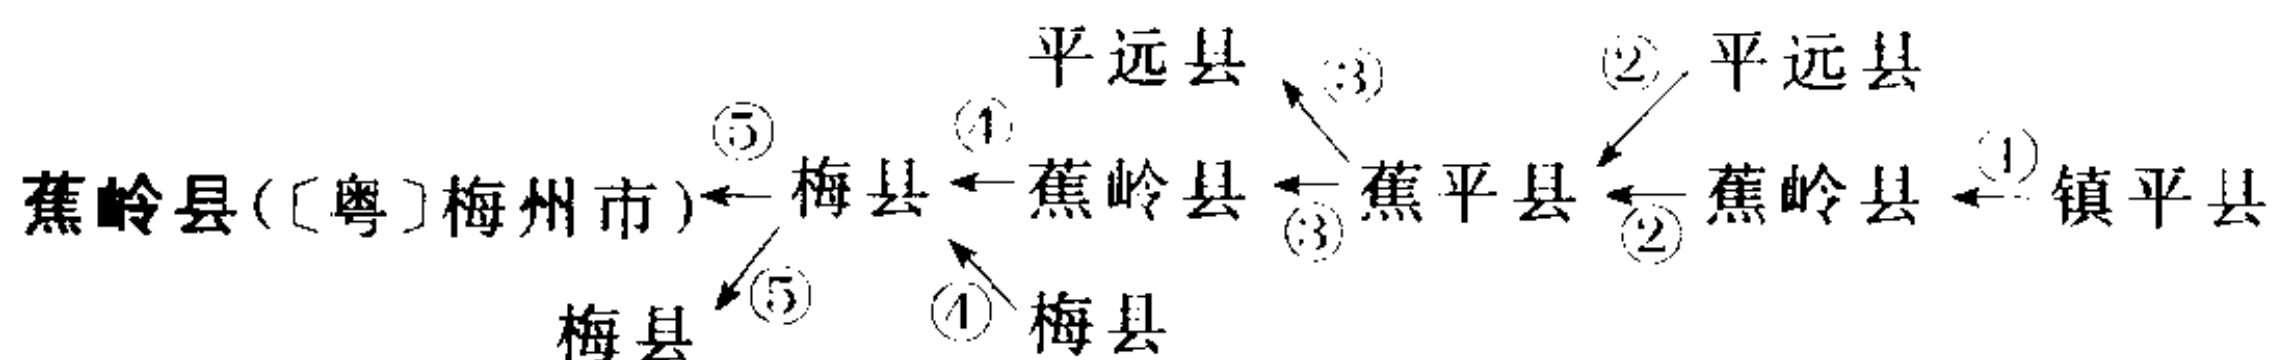 平远县 ③ ② 平远县
⑤ ④ ①
蕉岭县(〔粤〕梅州市) 梅县 蕉岭县 蕉平县 蕉岭县 镇平县
③ ②
⑤ ④
梅县 梅县